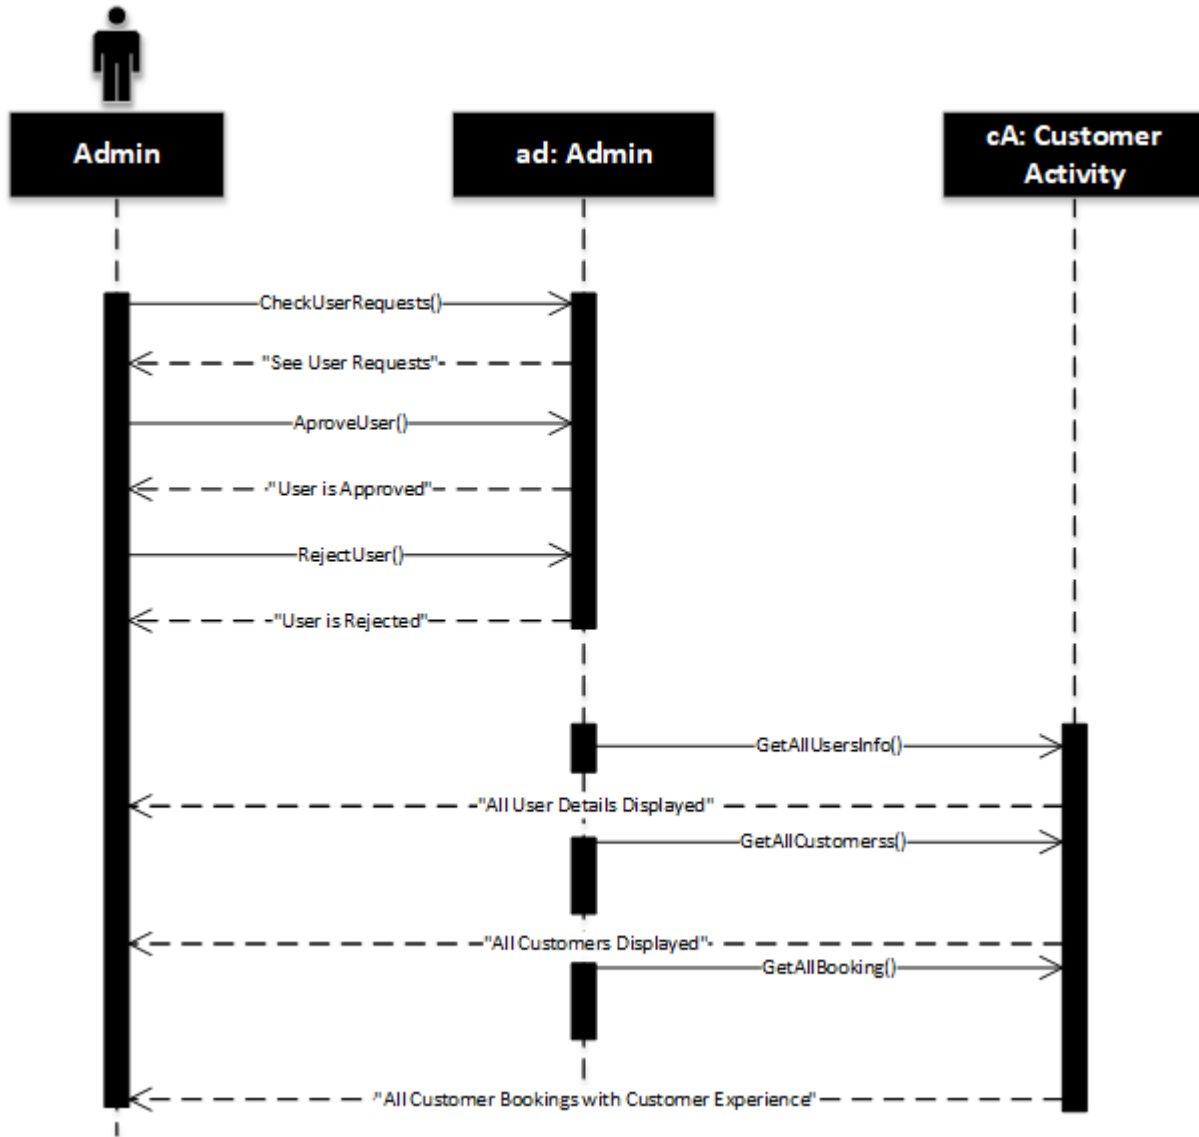 Admin
ad: Admin
cA: Customer
Activity
CheckUserRequests()
"See User Requests"
AproveUser()
"User is Approved"
RejectUser()
"User is Rejected"
GetAllUsersInfo()
"All User Details Displayed"
GetAllCustomerss()
"All Customers Displayed"
GetAllBooking()
"All Customer Bookings with Customer Experience"